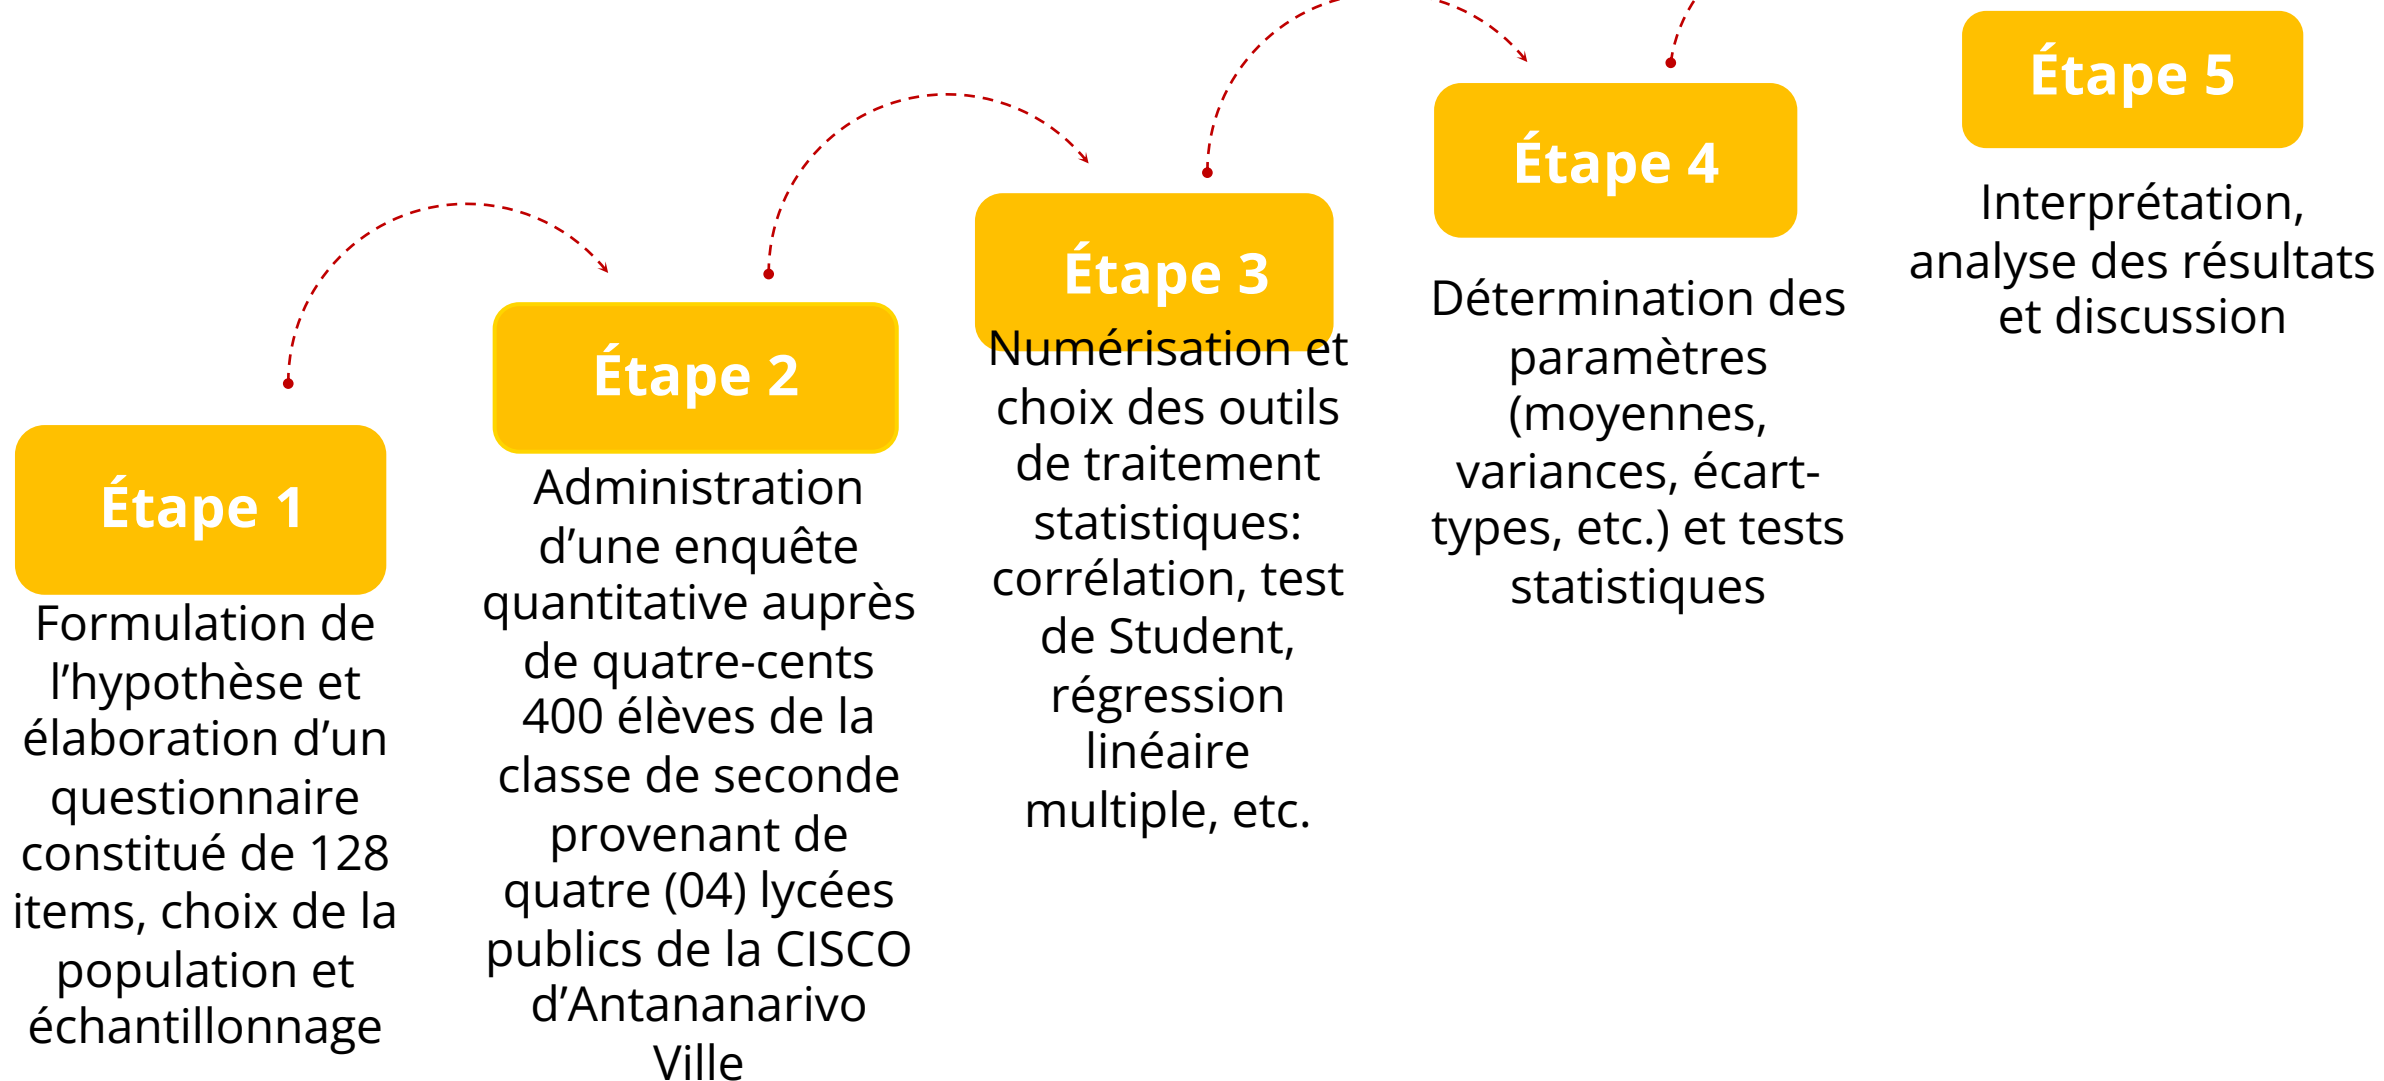 Étape 1
Formulation de
l’hypothèse et
élaboration d’un
questionnaire
constitué de 128
items, choix de la
population et
échantillonnage
Étape 2
Administration
d’une enquête
quantitative auprès
de quatre-cents
400 élèves de la
classe de seconde
provenant de
quatre (04) lycées
publics de la CISCO
d’Antananarivo
Ville
Étape 3
Numérisation et
choix des outils
de traitement
statistiques:
corrélation, test
de Student,
régression
linéaire
multiple, etc.
Étape 4
Détermination des
paramètres
(moyennes,
variances, écart-
types, etc.) et tests
statistiques
Étape 5
Interprétation,
analyse des résultats
et discussion